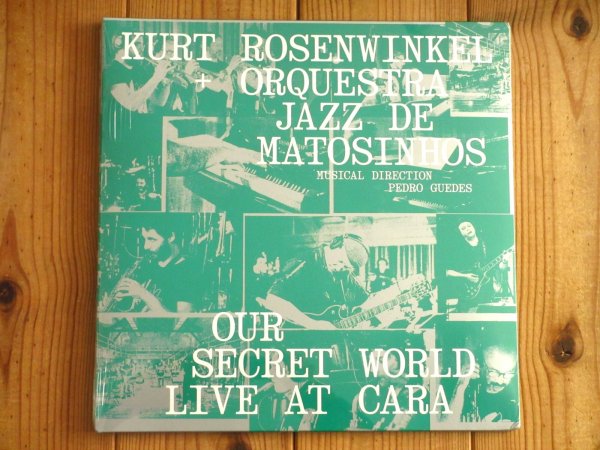 KURT ROSENWINKEL
+ ORQUESTRA
JAZZ DE
MATOSINHOS
MUSICAL DIRECTION
PEDRO GUEDES
OUR
SECRET WORLD
LIVE AT CARA